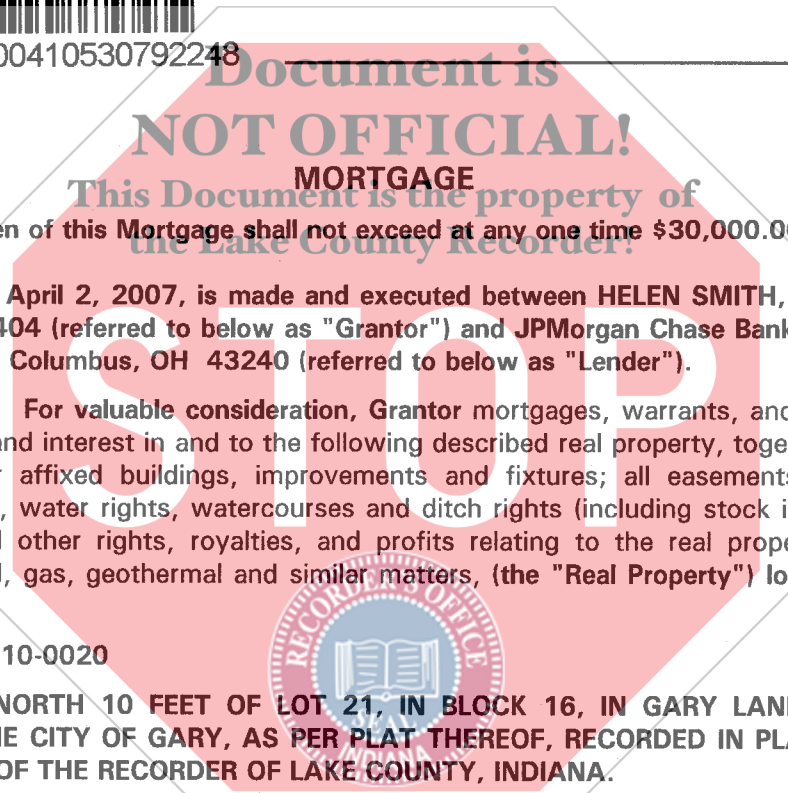 00410530792248
Document is
NOT OFFICIAL!
MORTGAGE
This Document is the property of
en of this Mortgage shall not exceed at any one time $30,000.00
the Lake County Recorder!
April 2, 2007, is made and executed between HELEN SMITH,
404 (referred to below as "Grantor") and JPMorgan Chase Bank
Columbus, OH 43240 (referred to below as "Lender").
STOP
For valuable consideration, Grantor mortgages, warrants, and
and interest in and to the following described real property, toge
r affixed buildings, improvements and fixtures; all easements
, water rights, watercourses and ditch rights (including stock i
l other rights, royalties, and profits relating to the real prope
l, gas, geothermal and similar matters, (the "Real Property") lo
RECORDER'S OFFICE
10-0020
NORTH 10 FEET OF LOT 21, IN BLOCK 16, IN GARY LAN
SEAL
HE CITY OF GARY, AS PER PLAT THEREOF, RECORDED IN PLA
INDIANA
OF THE RECORDER OF LAKE COUNTY, INDIANA.